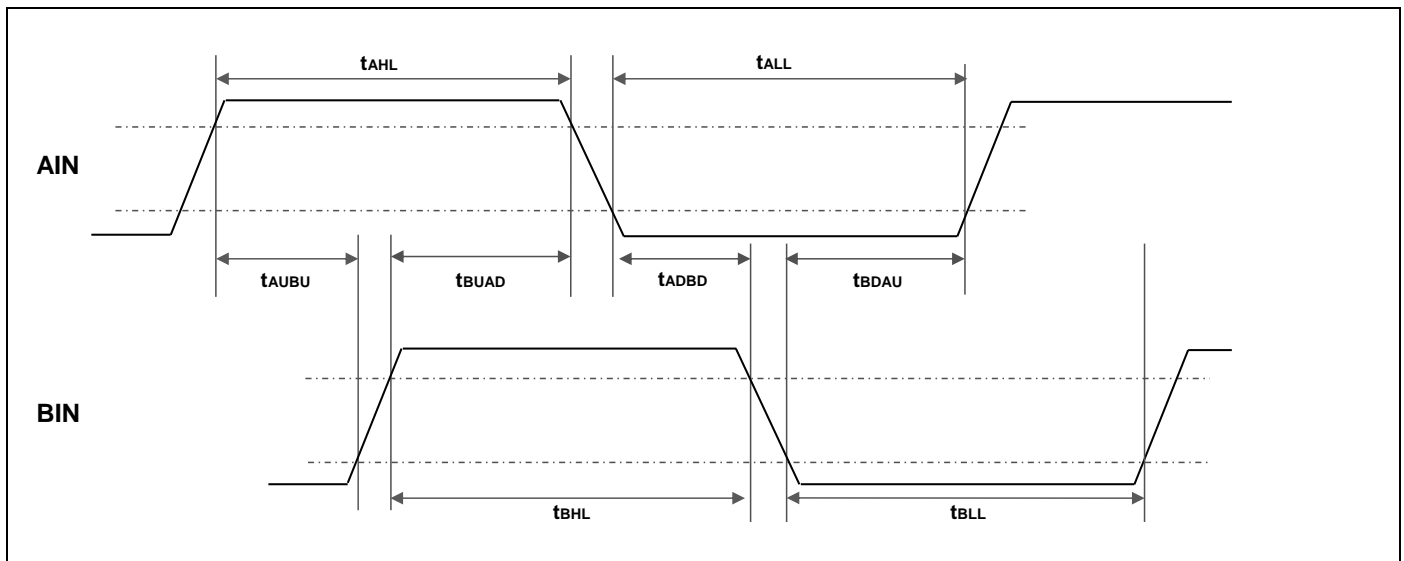 tAHL
tALL
AIN
tAUBU
tBUAD
tADBD
tBDAU
BIN
tBHL
tBLL